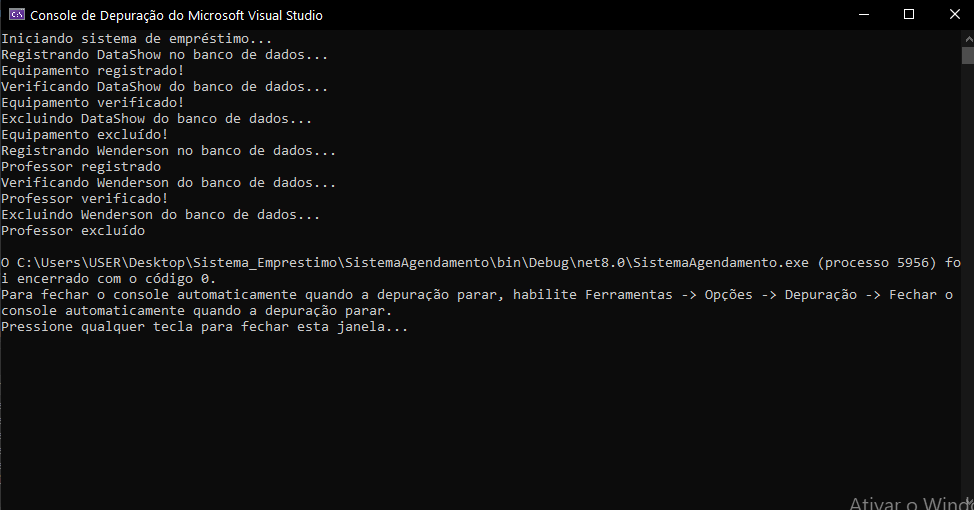 Console de Depuração do Microsoft Visual Studio
Iniciando sistema de empréstimo...
Registrando DataShow no banco de dados...
Equipamento registrado!
Verificando DataShow do banco de dados...
Equipamento verificado!
Excluindo DataShow do banco de dados...
Equipamento excluído!
Registrando Wenderson no banco de dados...
Professor registrado
Verificando Wenderson do banco de dados...
Professor verificado!
Excluindo Wenderson do banco de dados...
Professor excluído
O C:\Users\USER\Desktop\Sistema_Emprestimo\SistemaAgendamento\bin\Debug\net8.0\SistemaAgendamento.exe (processo 5956) fo
i encerrado com o código 0.
Para fechar o console automaticamente quando a depuração parar, habilite Ferramentas -> Opções -> Depuração -> Fechar o
console automaticamente quando a depuração parar.
Pressione qualquer tecla para fechar esta janela...
Ativar o Wind